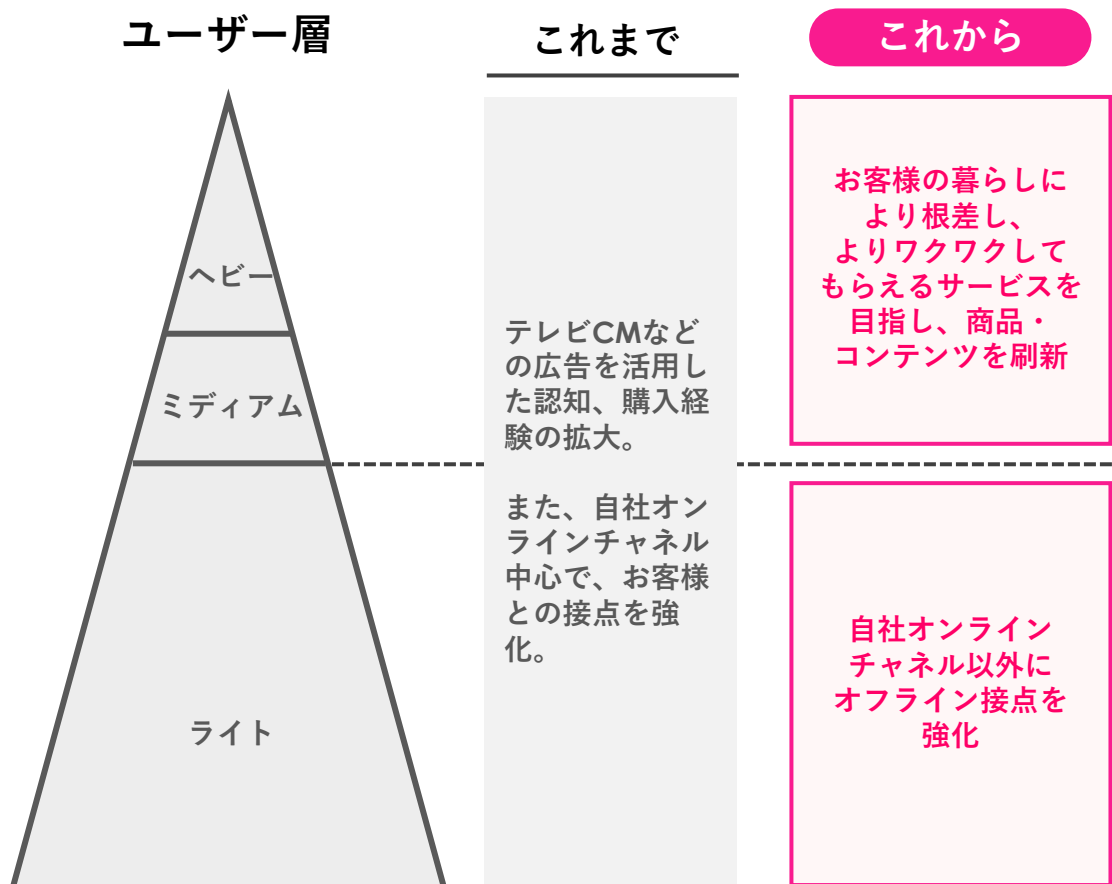 ユーザー層
これまで
これから
ヘビー
ミディアム
ライト
テレビCMなど
の広告を活用し
た認知、購入経
験の拡大。
また、自社オン
ラインチャネル
中心で、お客様
との接点を強
化。
お客様の暮らしに
より根差し、
よりワクワクして
もらえるサービスを
目指し、商品・
コンテンツを刷新
自社オンライン
チャネル以外に
オフライン接点を
強化